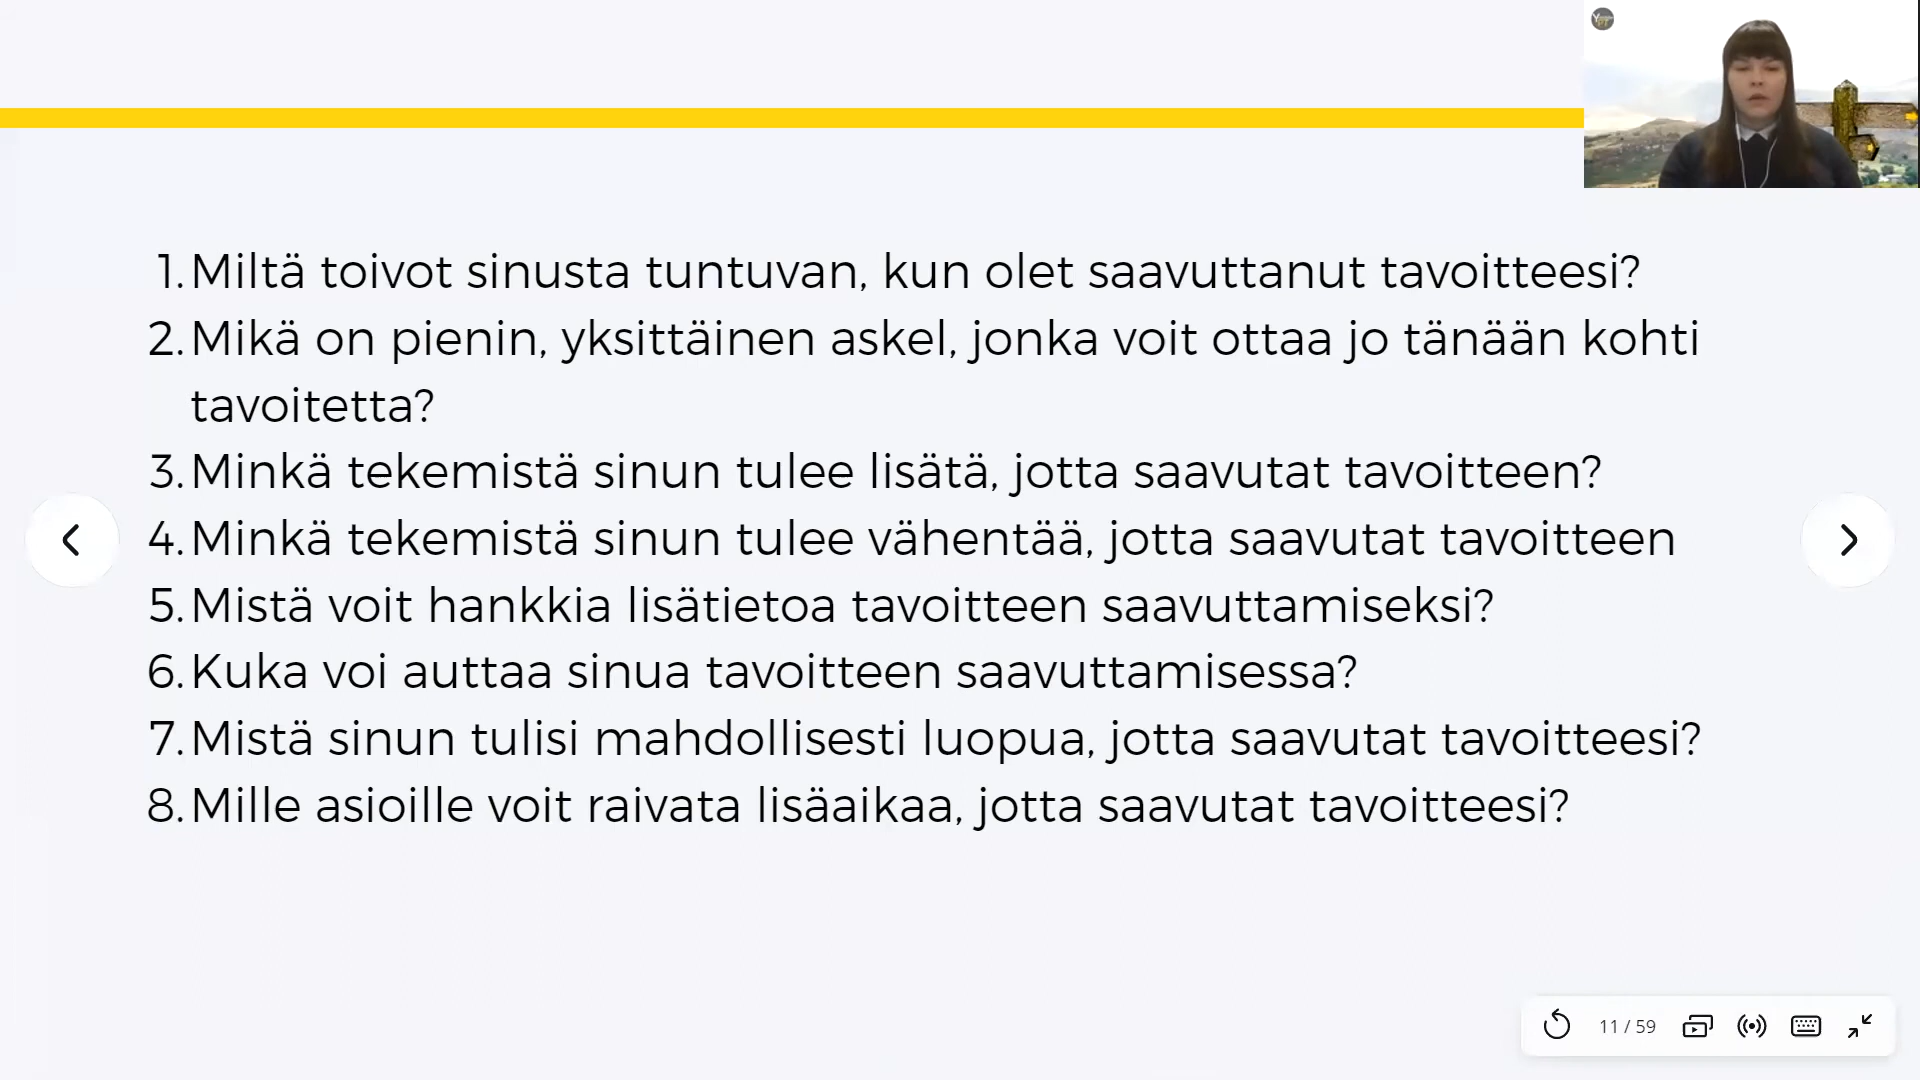 1. Miltä toivot sinusta tuntuvan, kun olet saavuttanut tavoitteesi?
2. Mikä on pienin, yksittäinen askel, jonka voit ottaa jo tänään kohti
tavoitetta?
3. Minkä tekemistä sinun tulee lisätä, jotta saavutat tavoitteen?
4. Minkä tekemistä sinun tulee vähentää, jotta saavutat tavoitteen
5. Mistä voit hankkia lisätietoa tavoitteen saavuttamiseksi?
6. Kuka voi auttaa sinua tavoitteen saavuttamisessa?
7. Mistä sinun tulisi mahdollisesti luopua, jotta saavutat tavoitteesi?
8. Mille asioille voit raivata lisäaikaa, jotta saavutat tavoitteesi?
11 / 59